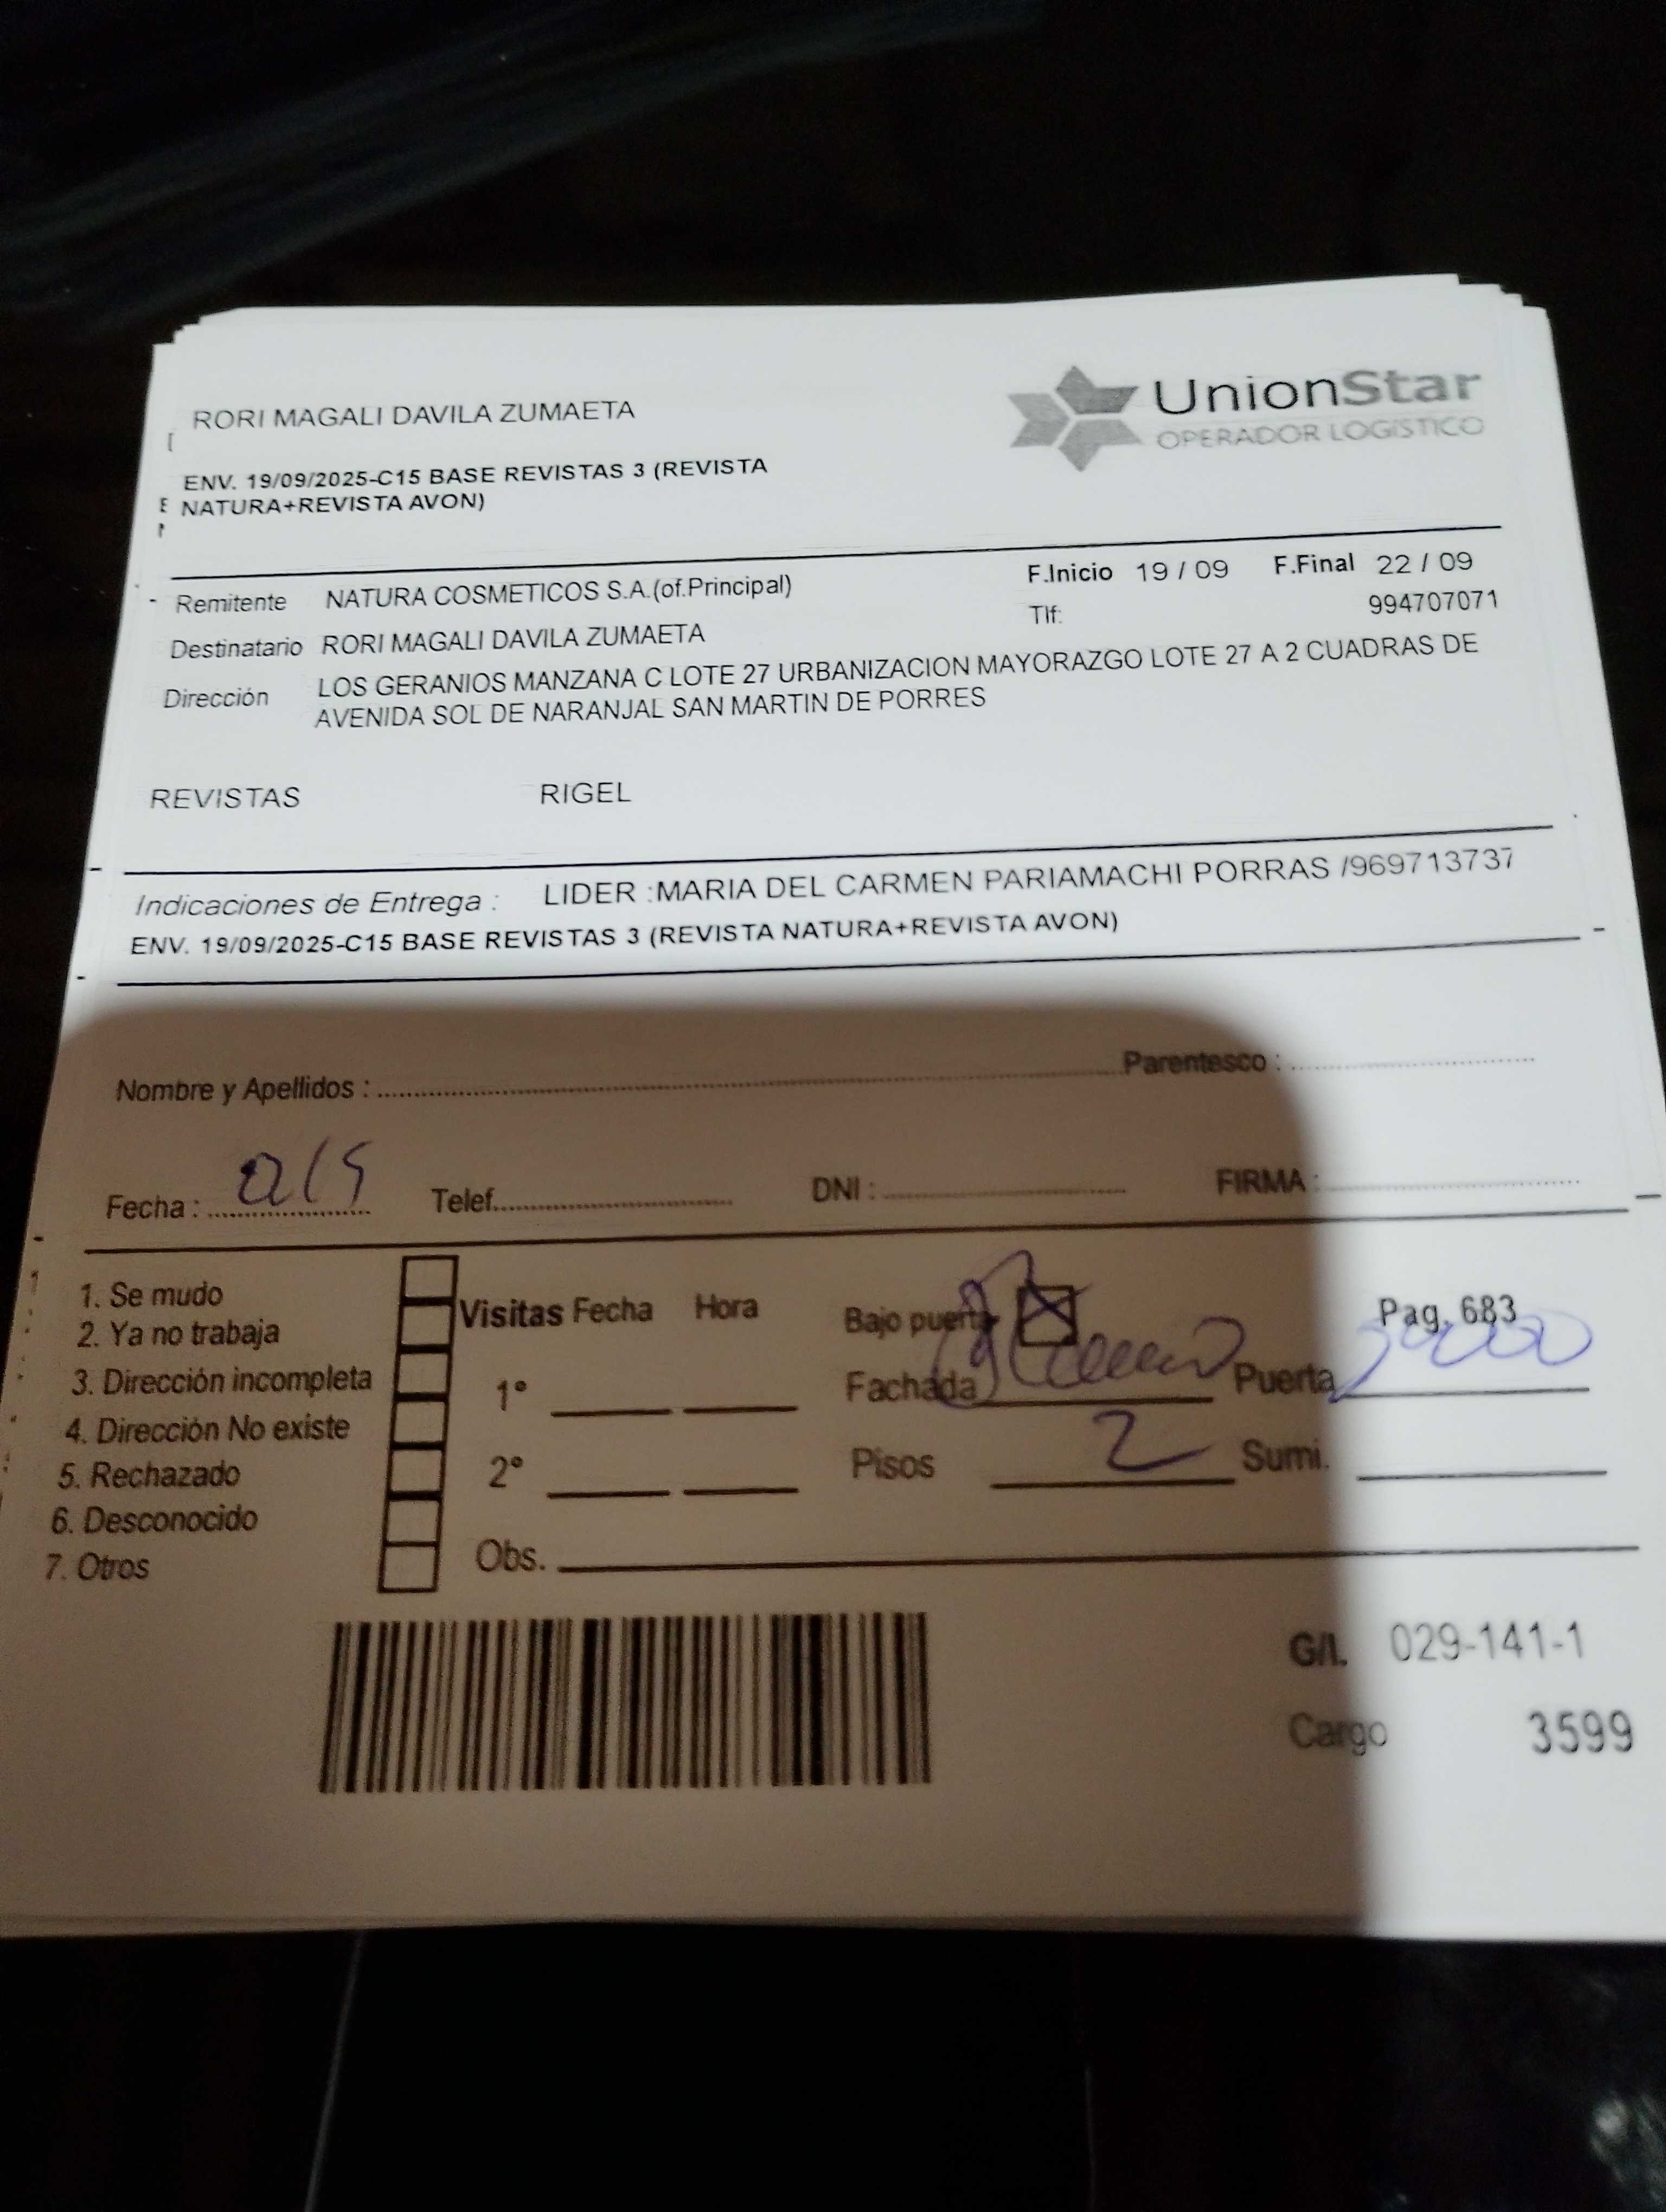 RORI MAGALI DAVILA ZUMAETA
UnionStar
OPERADOR LOGÍSTICO
ENV. 19/09/2025-C15 BASE REVISTAS 3 (REVISTA
NATURA+REVISTA AVON)
Remitente NATURA COSMETICOS S.A.(of.Principal) F.Inicio 19 / 09 F.Final 22 / 09
Destinatario RORI MAGALI DAVILA ZUMAETA Tlf: 994707071
Dirección LOS GERANIOS MANZANA C LOTE 27 URBANIZACION MAYORAZGO LOTE 27 A 2 CUADRAS DE
AVENIDA SOL DE NARANJAL SAN MARTIN DE PORRES
REVISTAS RIGEL
Indicaciones de Entrega : LIDER :MARIA DEL CARMEN PARIAMACHI PORRAS /969713737
ENV. 19/09/2025-C15 BASE REVISTAS 3 (REVISTA NATURA+REVISTA AVON)
Nombre y Apellidos : Parentesco :
Fecha : Telef. DNI : FIRMA :
1. Se mudo
2. Ya no trabaja
3. Dirección incompleta
4. Dirección No existe
5. Rechazado
6. Desconocido
7. Otros
Visitas Fecha Hora
1°
2°
Obs.
Bajo puerta Pag. 683
Fachada Puerta
Pisos 2 Sumi.
G/I. 029-141-1
Cargo 3599